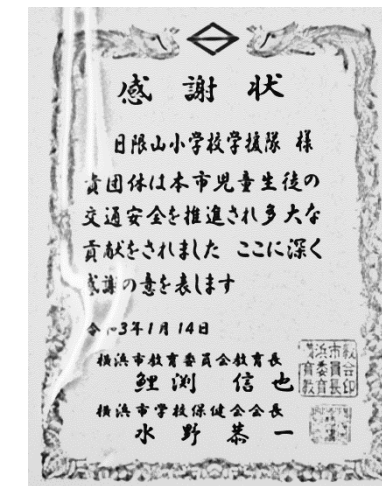 感謝状
日限山小学校学援隊 様
貴団体は本市児童生徒の
交通安全を推進され多大な
貢献をされました ここに深く
感謝の意を表します
令和3年1月14日
横浜市教育委員会教育長
鯉渕 信也
横浜市学校保健会会長
水野 恭一